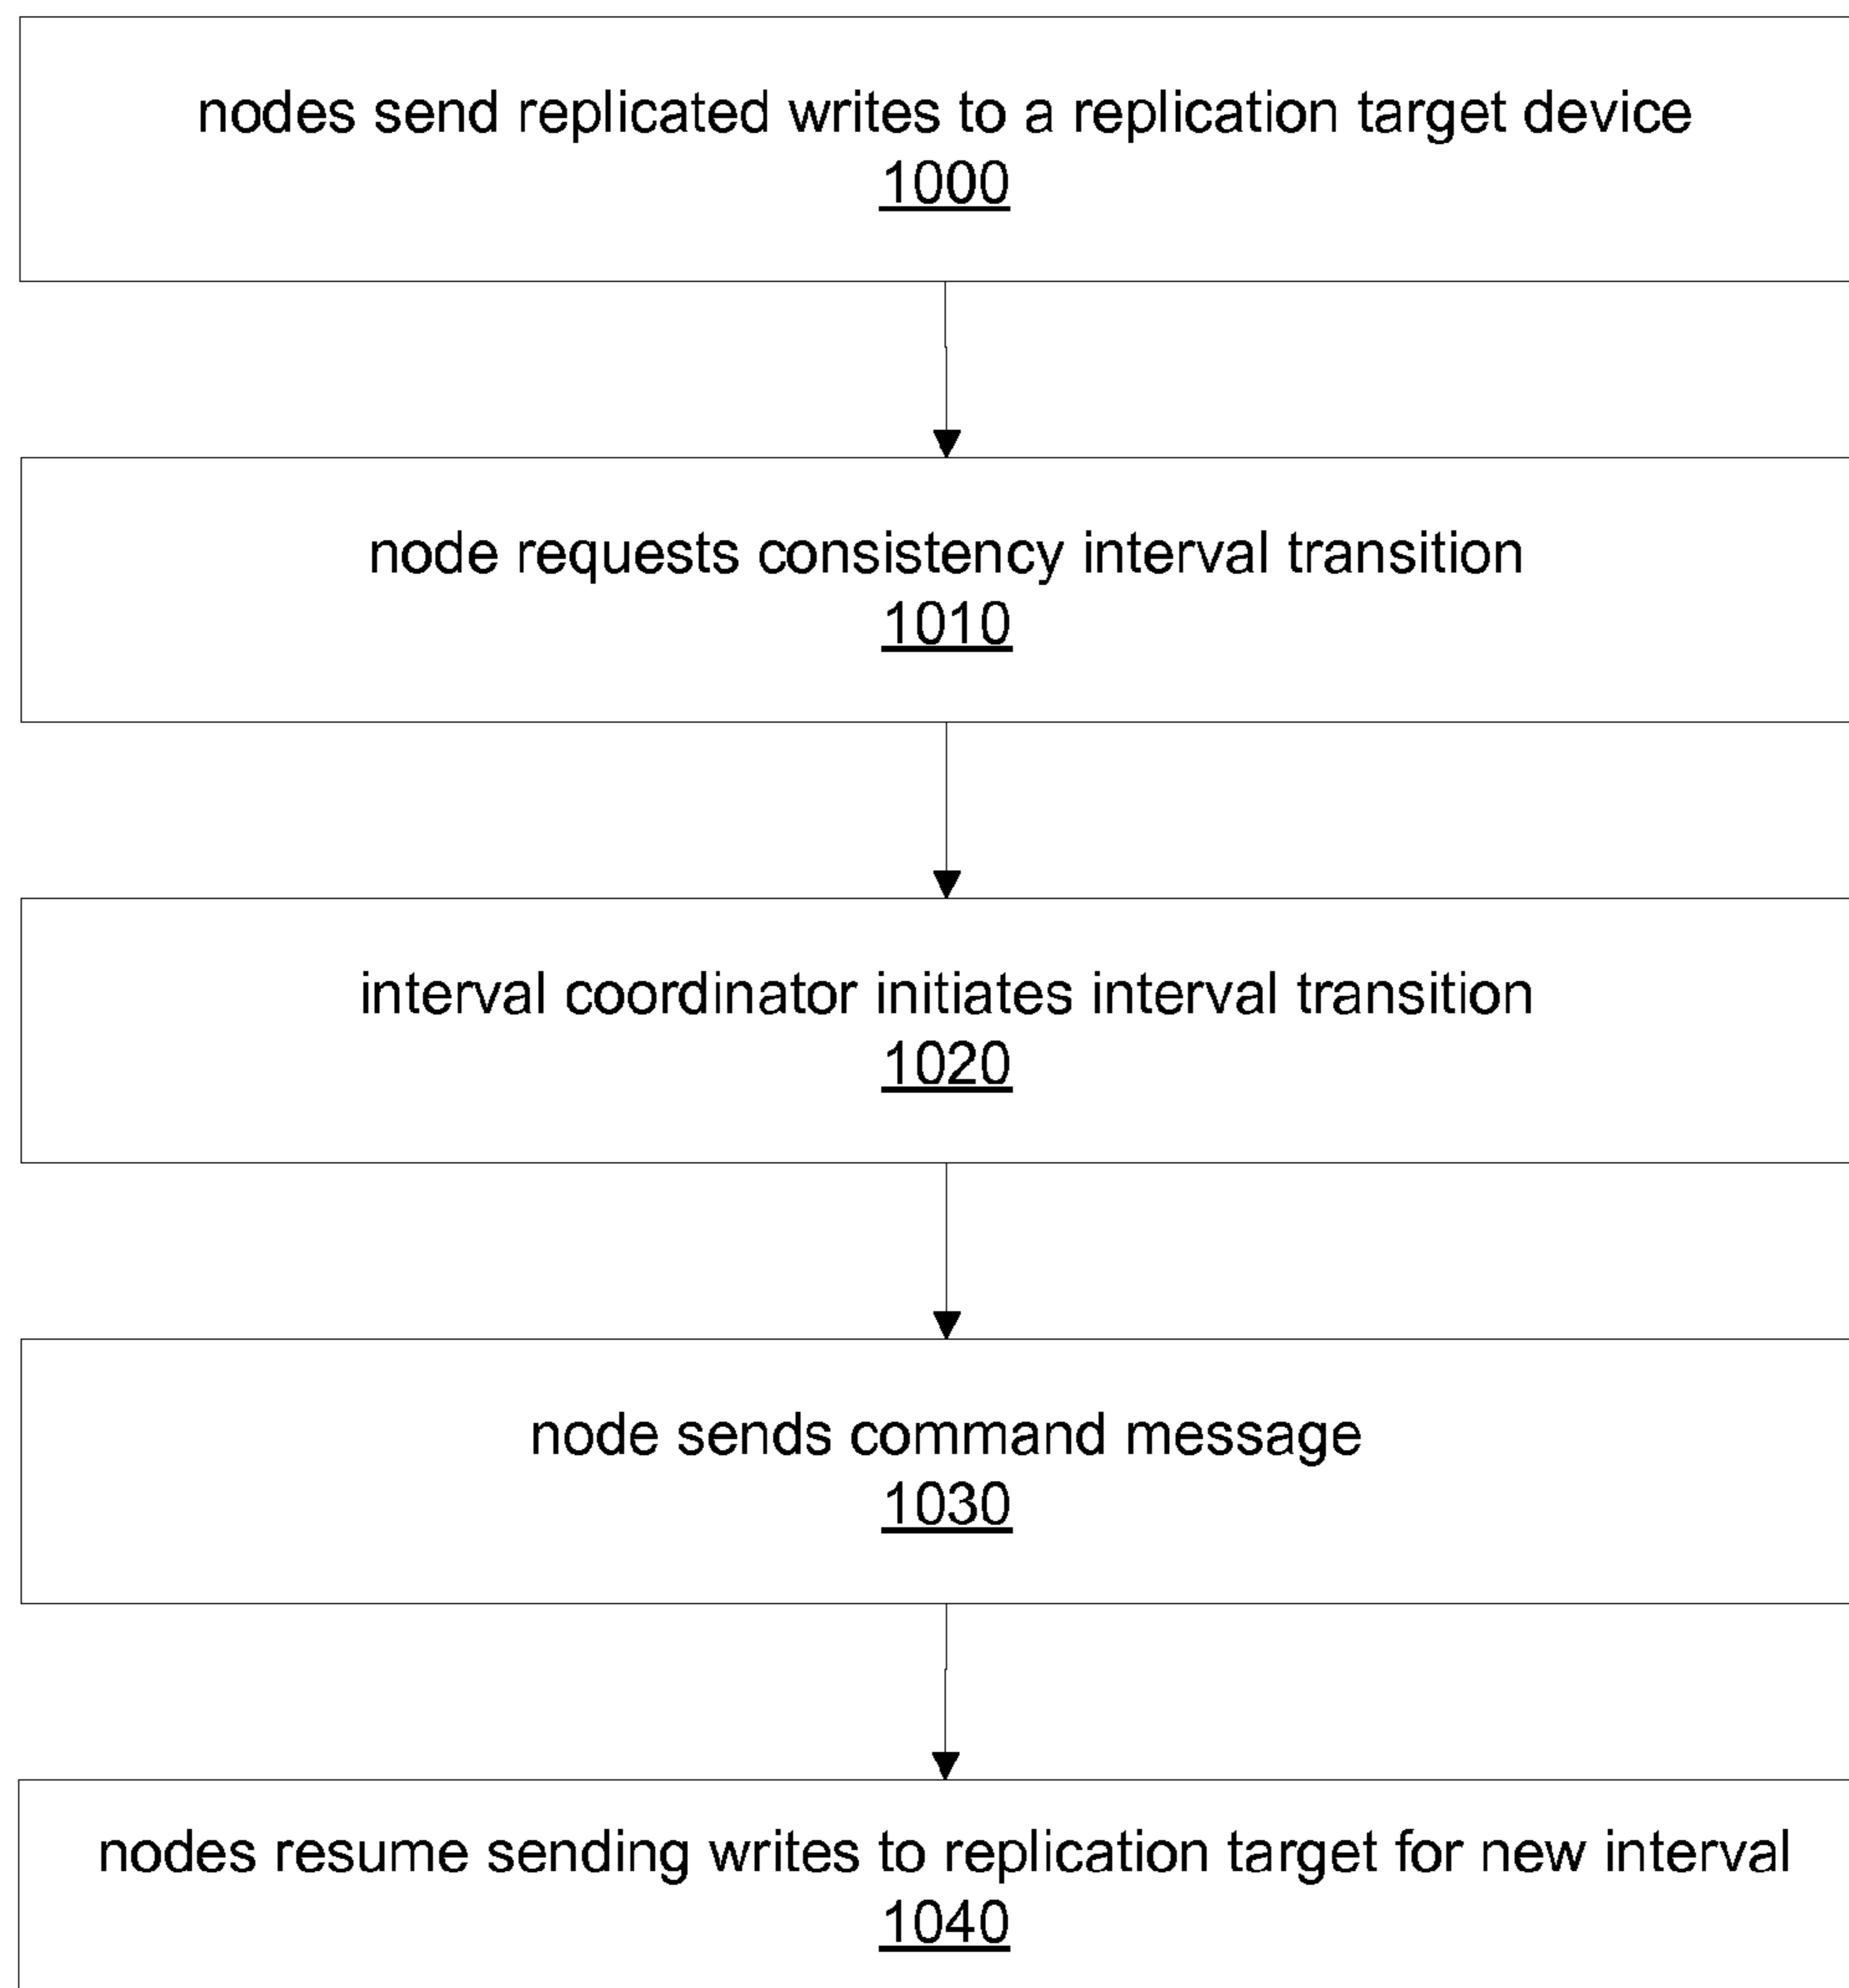 nodes send replicated writes to a replication target device
1000
node requests consistency interval transition
1010
interval coordinator initiates interval transition
1020
node sends command message
1030
nodes resume sending writes to replication target for new interval
1040